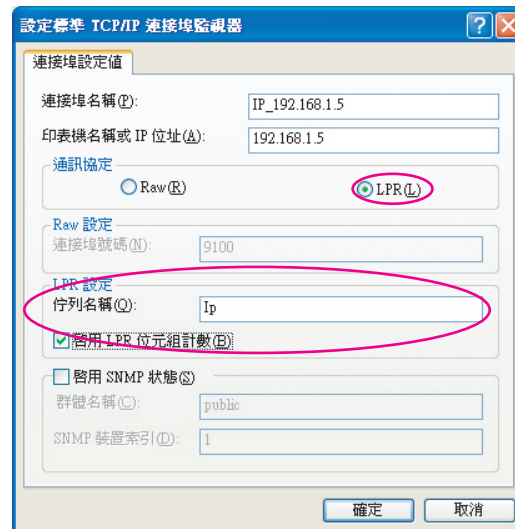 設定標準 TCP/IP 連接埠監視器
連接埠設定值
連接埠名稱(P): IP_192.168.1.5
印表機名稱或 IP 位址(A): 192.168.1.5
通訊協定
Raw(R) LPR(L)
Raw 設定
連接埠號碼(N): 9100
LPR 設定
佇列名稱(Q): Ip
啓用 LPR 位元組計數(B)
啓用 SNMP 狀態(S)
群體名稱(C): public
SNMP 裝置索引(D): 1
確定 取消